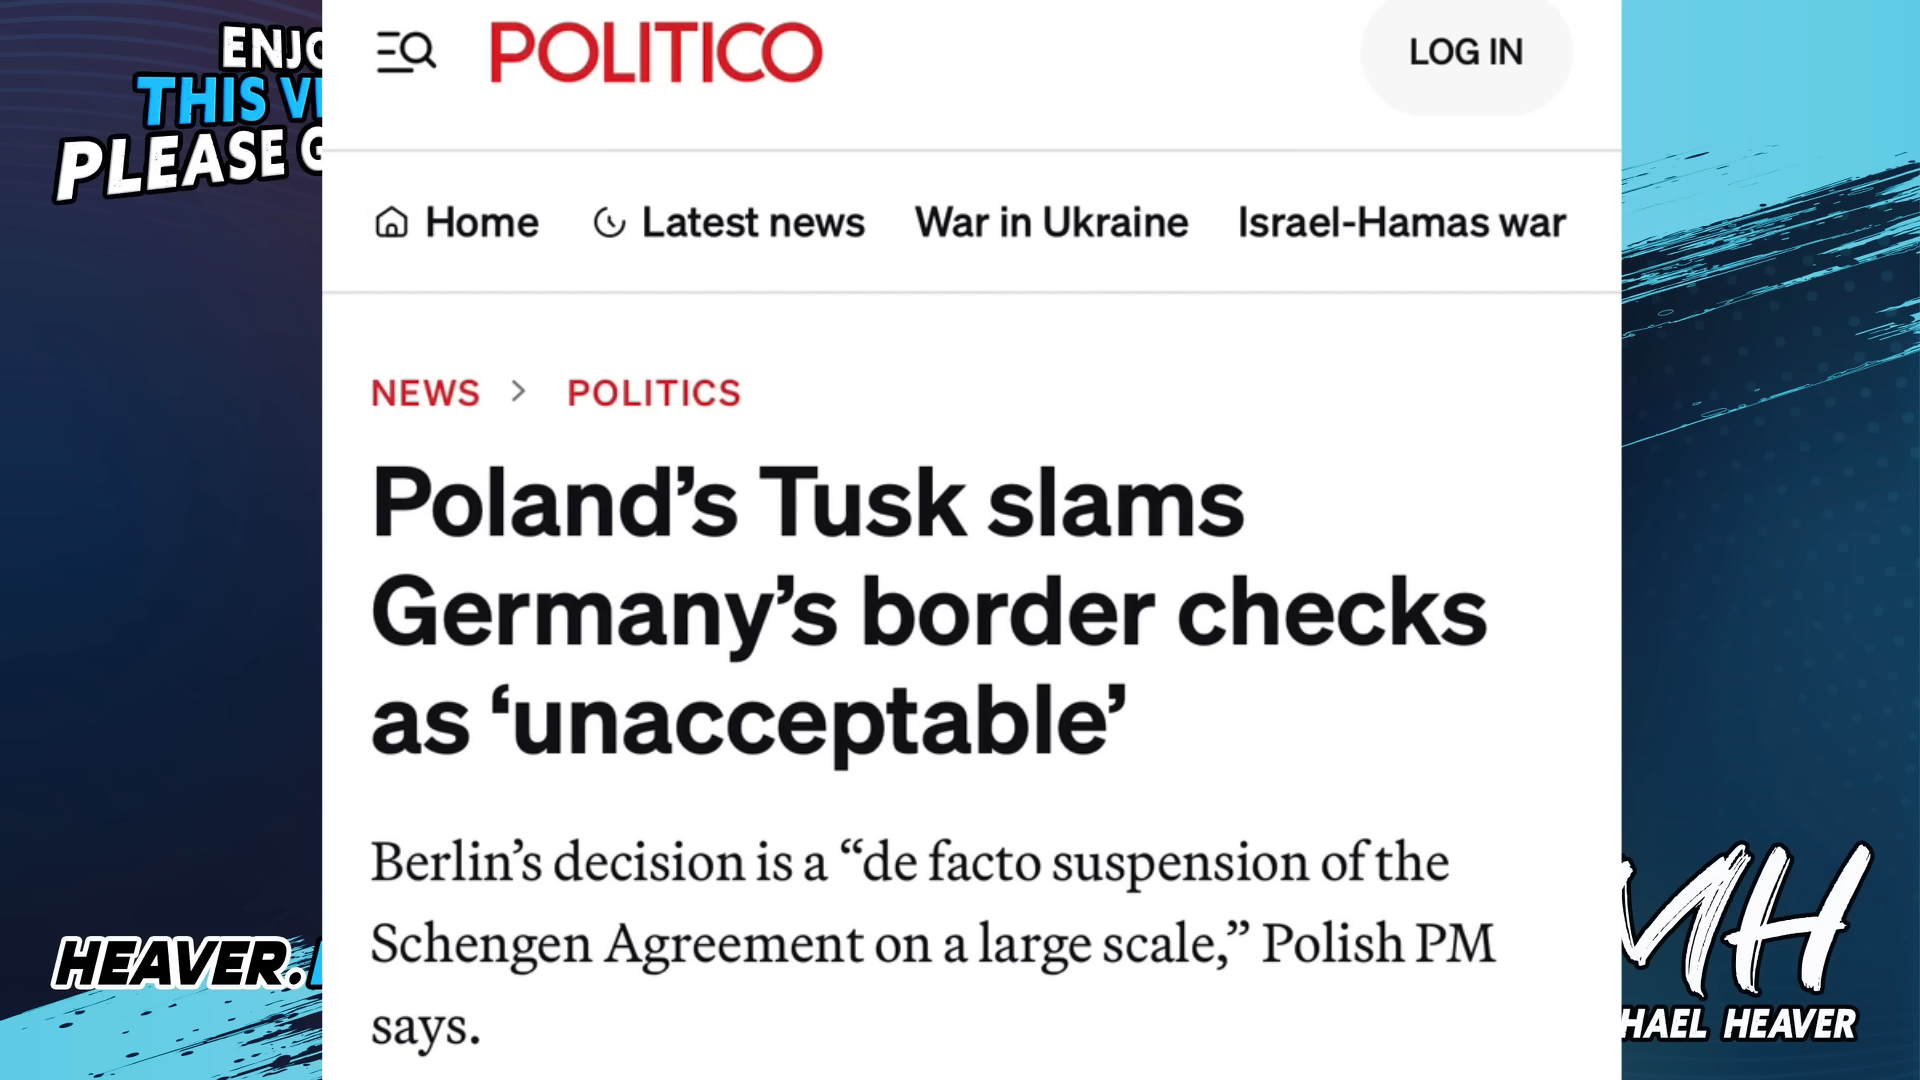 ENJO
THIS VI
PLEASE G
POLITICO
LOG IN
Home Latest news War in Ukraine Israel-Hamas war
NEWS > POLITICS
Poland’s Tusk slams
Germany’s border checks
as ‘unacceptable’
Berlin’s decision is a “de facto suspension of the
Schengen Agreement on a large scale,” Polish PM
says.
HEAVER.
MH
HAEL HEAVER